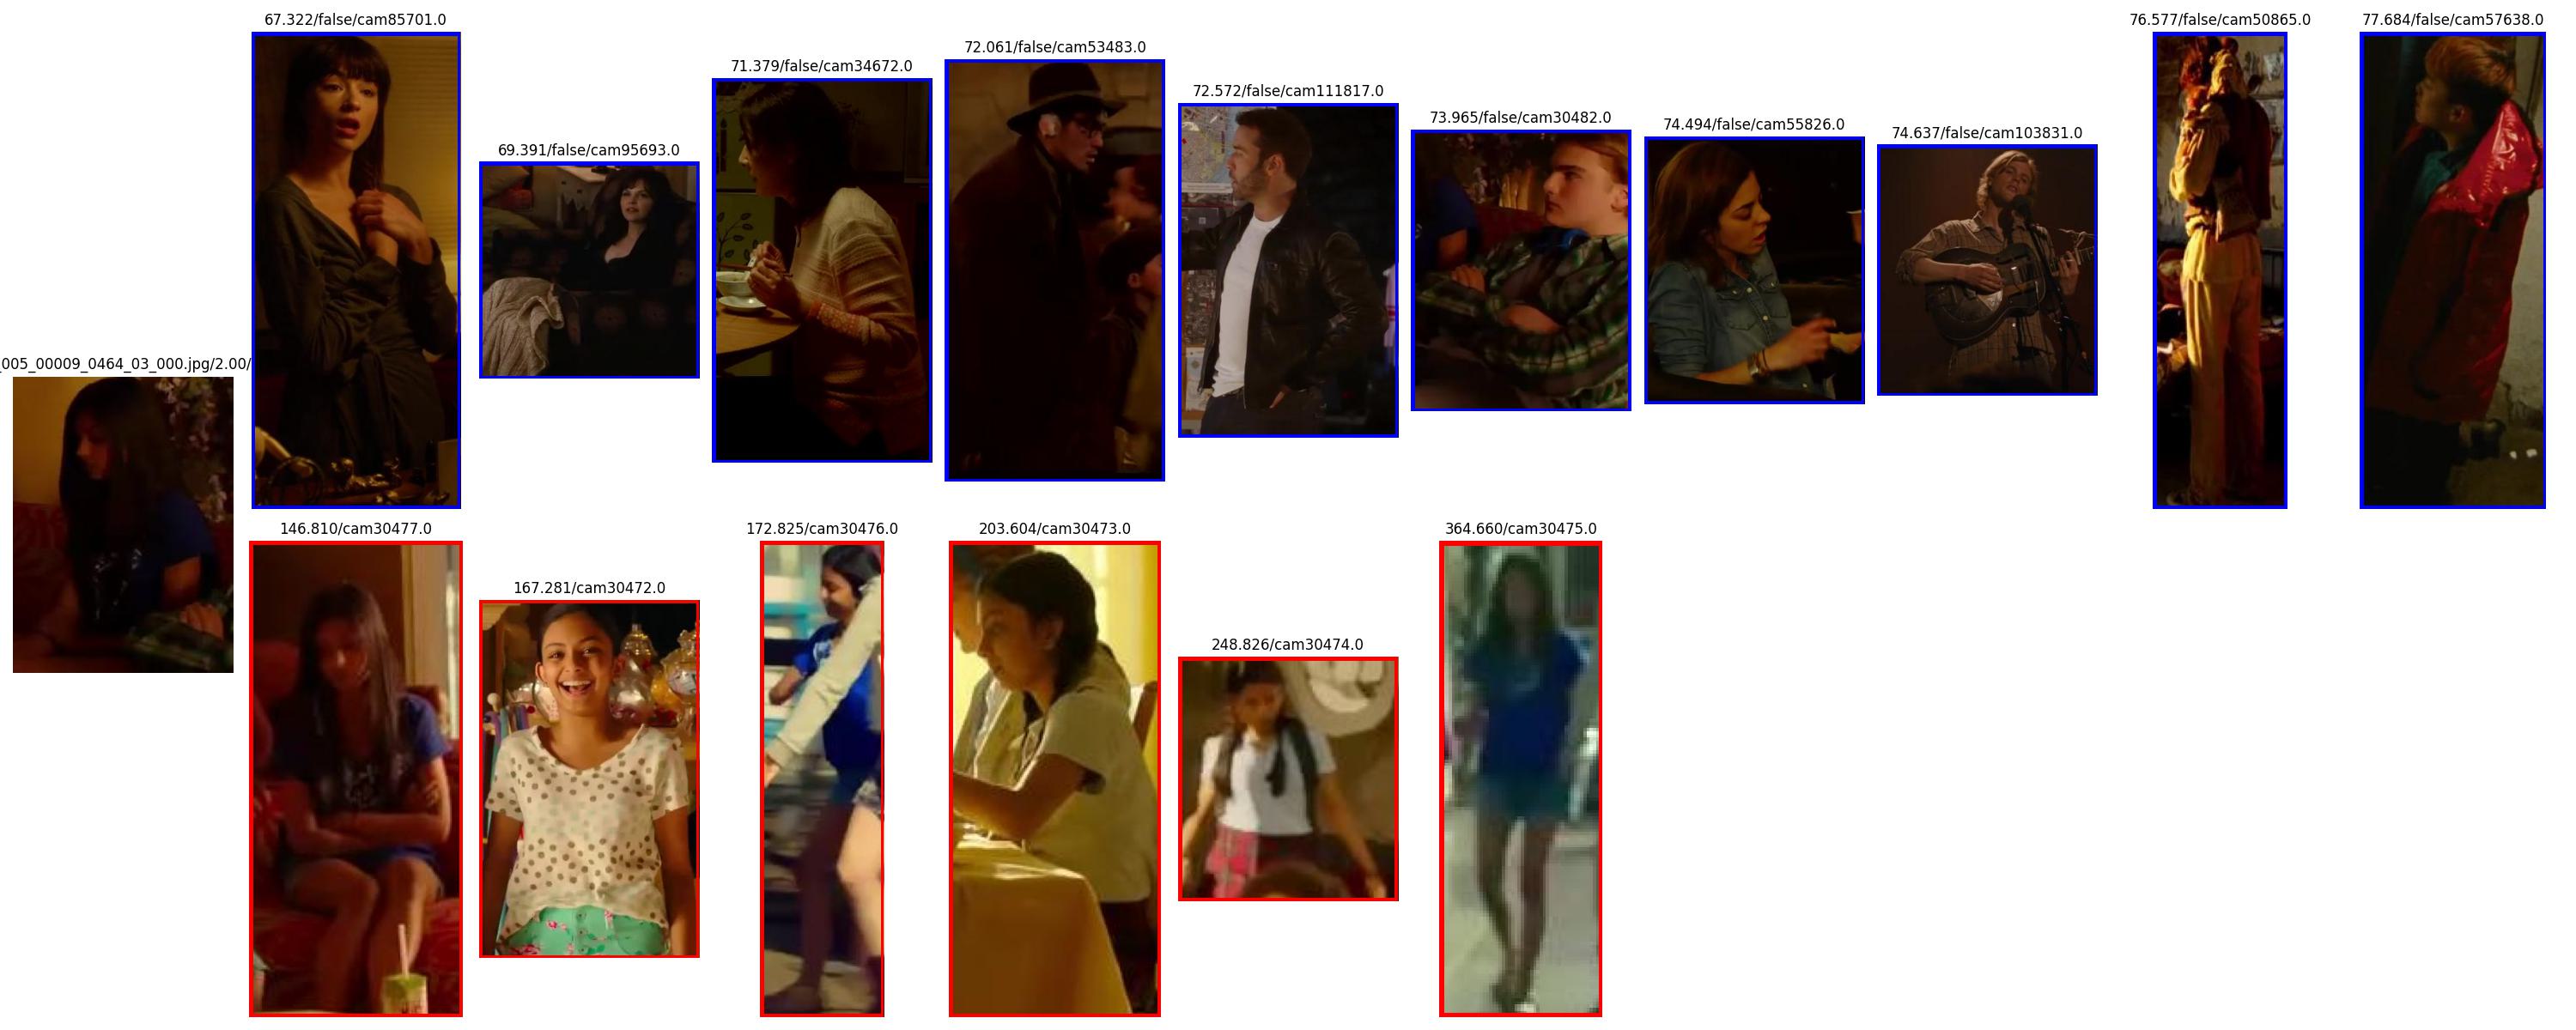 67.322/false/cam85701.0
69.391/false/cam95693.0
71.379/false/cam34672.0
72.061/false/cam53483.0
72.572/false/cam111817.0
73.965/false/cam30482.0
74.494/false/cam55826.0
74.637/false/cam103831.0
76.577/false/cam50865.0
77.684/false/cam57638.0
_005_00009_0464_03_000.jpg/2.00/
146.810/cam30477.0
167.281/cam30472.0
172.825/cam30476.0
203.604/cam30473.0
248.826/cam30474.0
364.660/cam30475.0